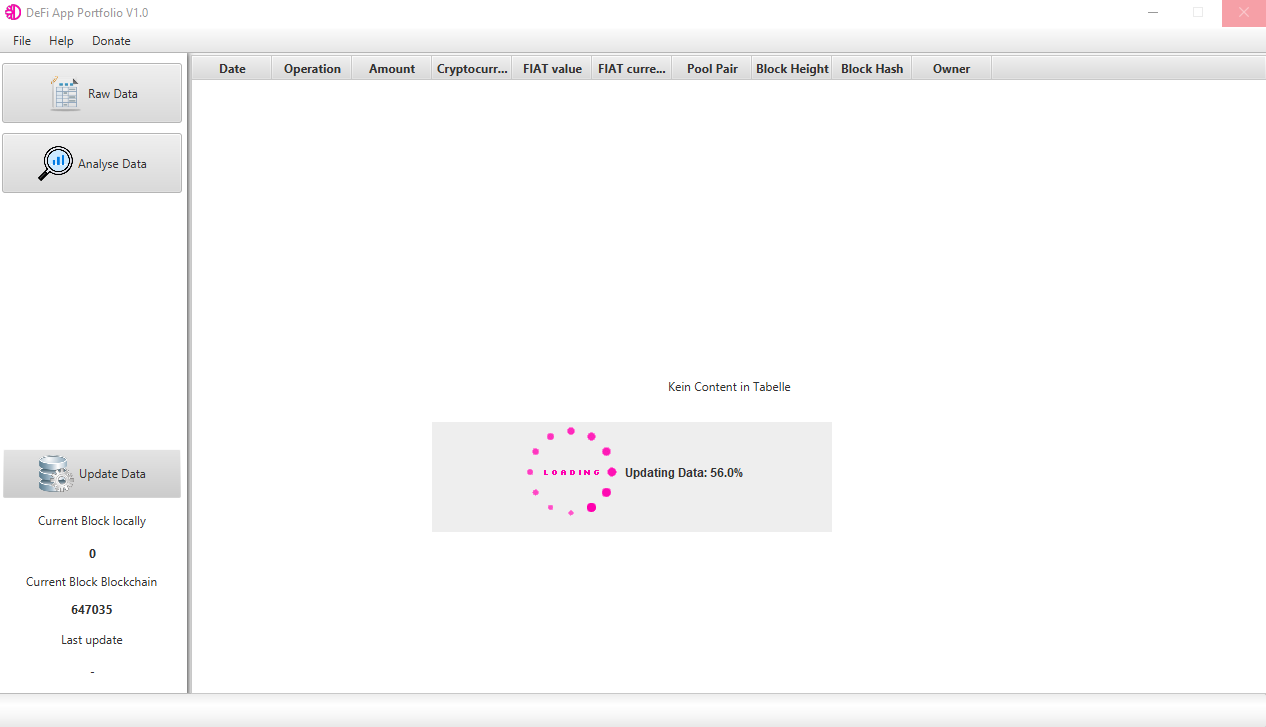 DeFi App Portfolio V1.0
File Help Donate
Date Operation Amount Cryptocurr... FIAT value FIAT curre... Pool Pair Block Height Block Hash Owner
Raw Data
Analyse Data
Kein Content in Tabelle
LOADING Updating Data: 56.0%
Update Data
Current Block locally
0
Current Block Blockchain
647035
Last update
-